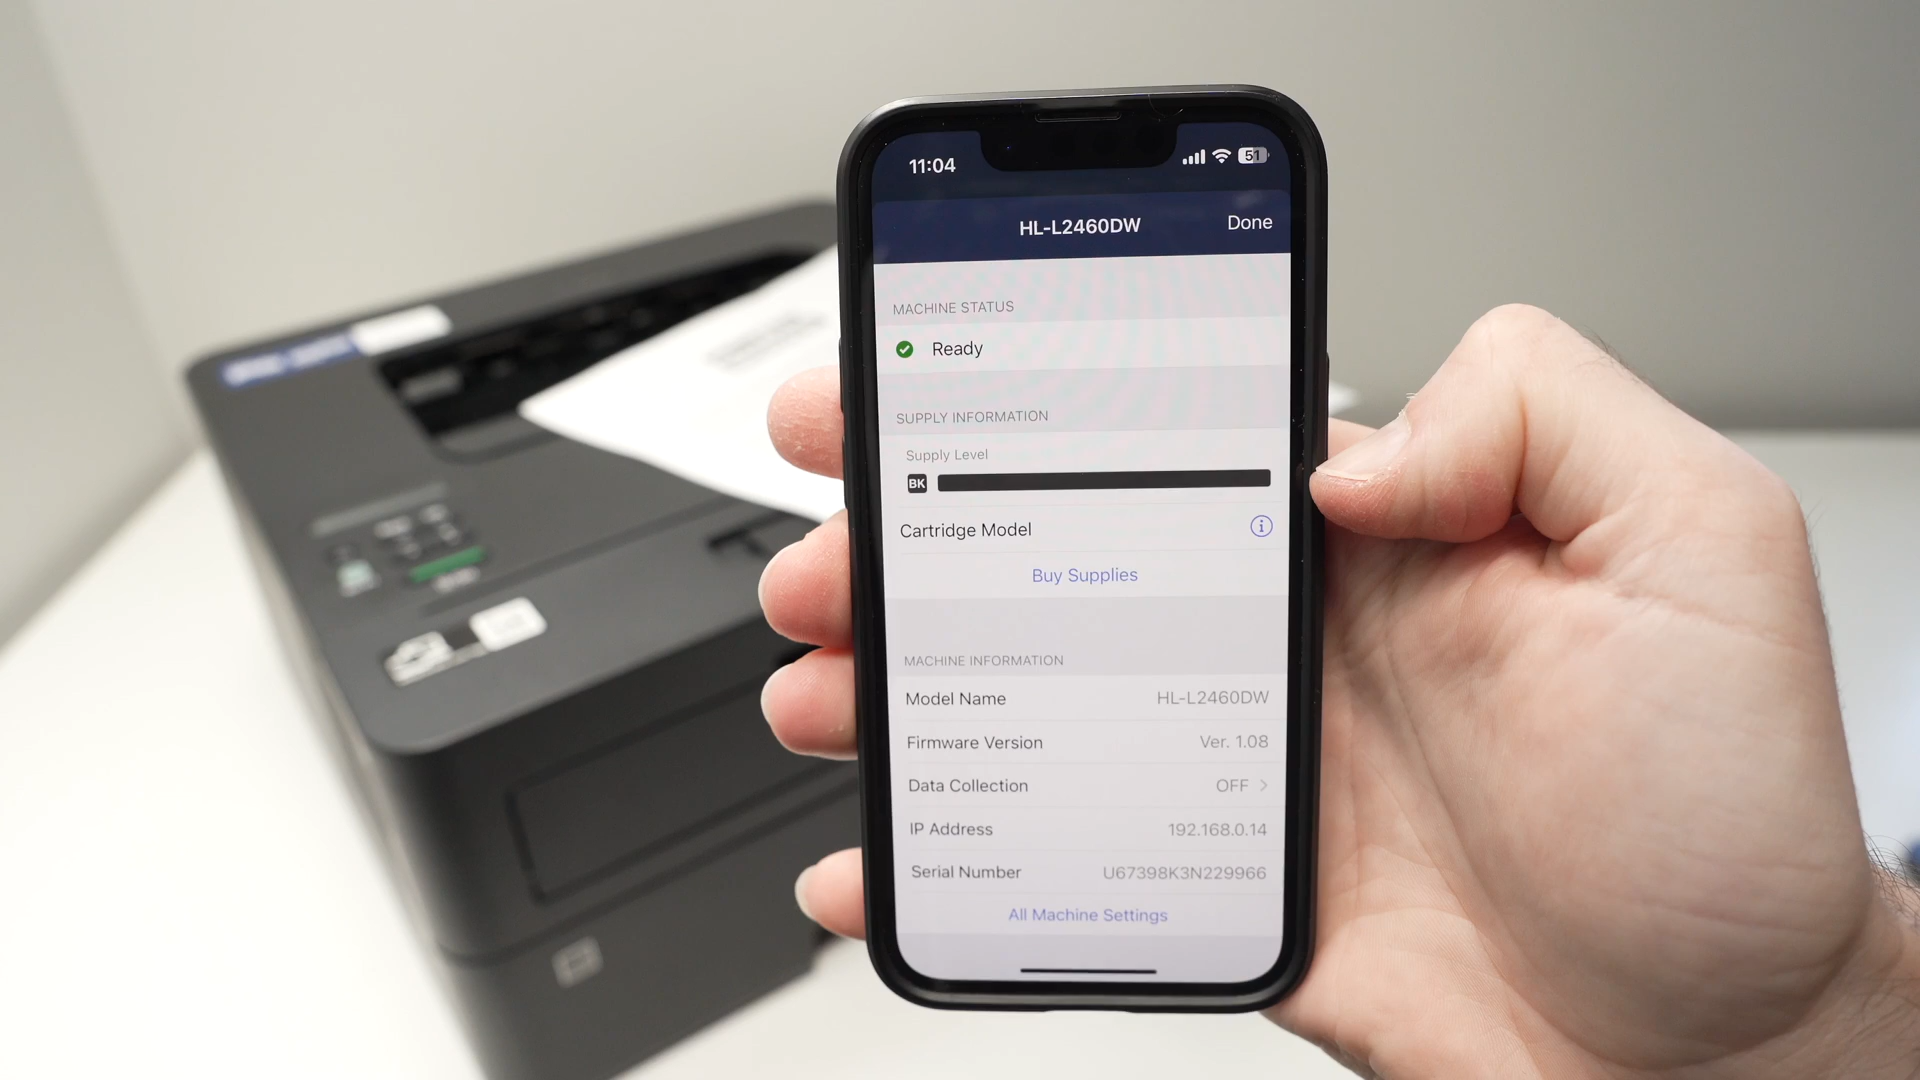 11:04
51
HL-L2460DW
Done
MACHINE STATUS
Ready
SUPPLY INFORMATION
Supply Level
BK
Cartridge Model
Buy Supplies
MACHINE INFORMATION
Model Name HL-L2460DW
Firmware Version Ver. 1.08
Data Collection OFF
IP Address 192.168.0.14
Serial Number U67398K3N229966
All Machine Settings